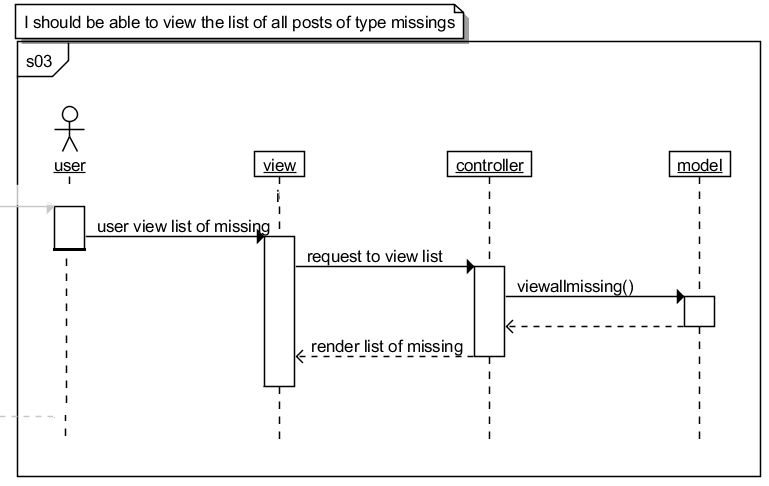 I should be able to view the list of all posts of type missings
s03
user
view
controller
model
i
user view list of missing
request to view list
viewallmissing()
render list of missing